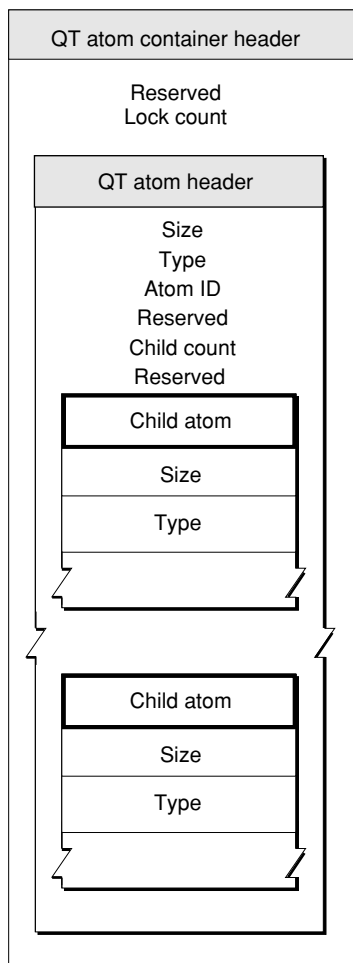 QT atom container header
Reserved
Lock count
QT atom header
Size
Type
Atom ID
Reserved
Child count
Reserved
Child atom
Size
Type
Child atom
Size
Type